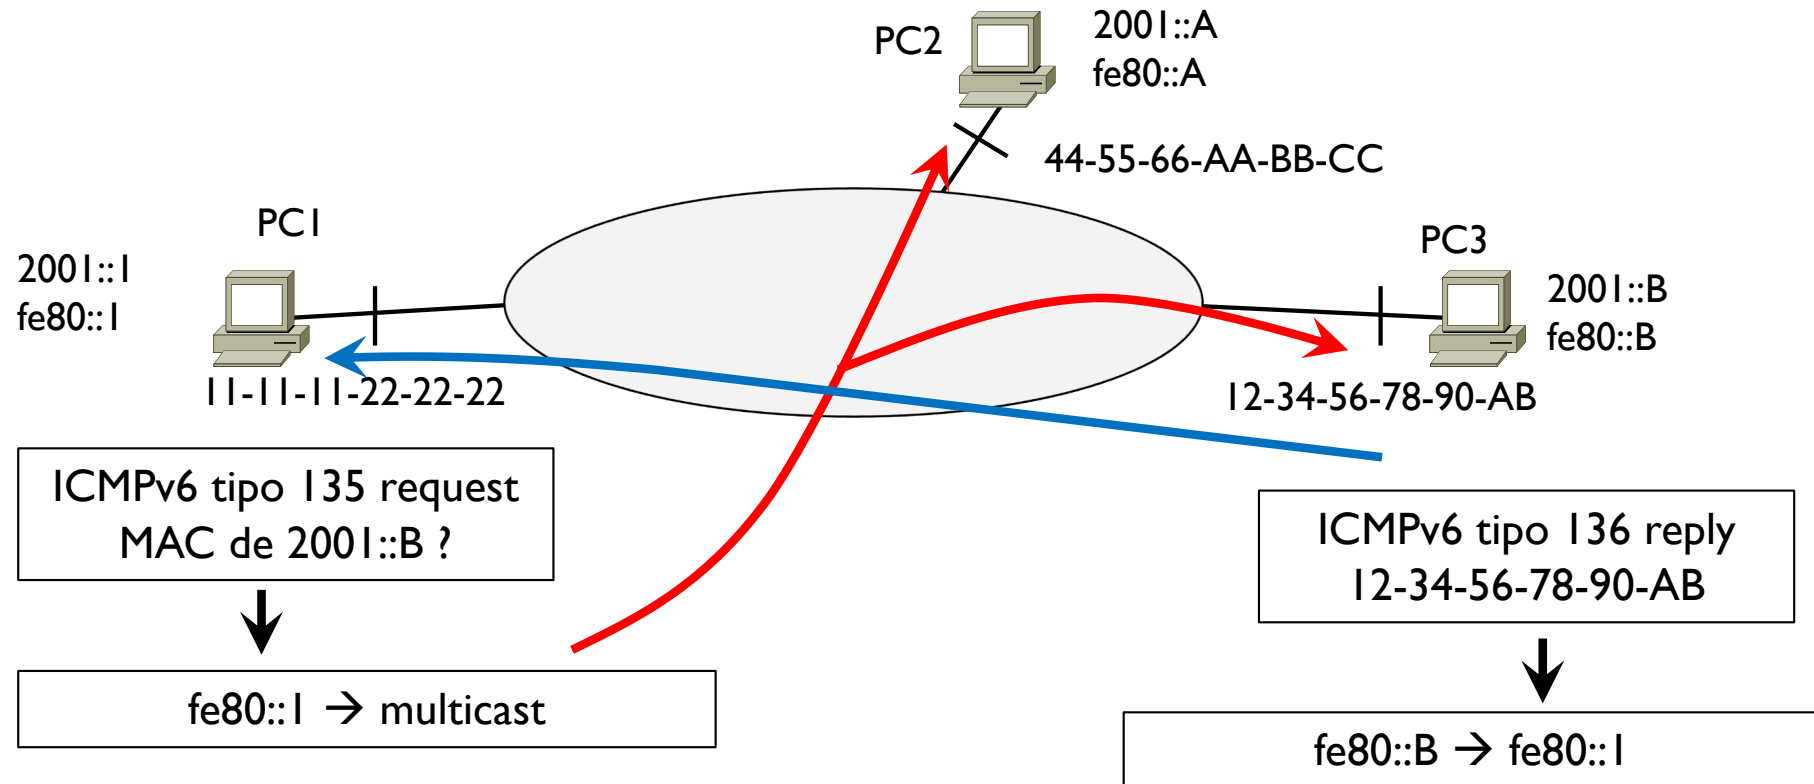 PC2
2001::A
fe80::A
44-55-66-AA-BB-CC
PC1
2001::1
fe80::1
11-11-11-22-22-22
PC3
2001::B
fe80::B
12-34-56-78-90-AB
ICMPv6 tipo 135 request
MAC de 2001::B ?
fe80::1 → multicast
ICMPv6 tipo 136 reply
12-34-56-78-90-AB
fe80::B → fe80::1